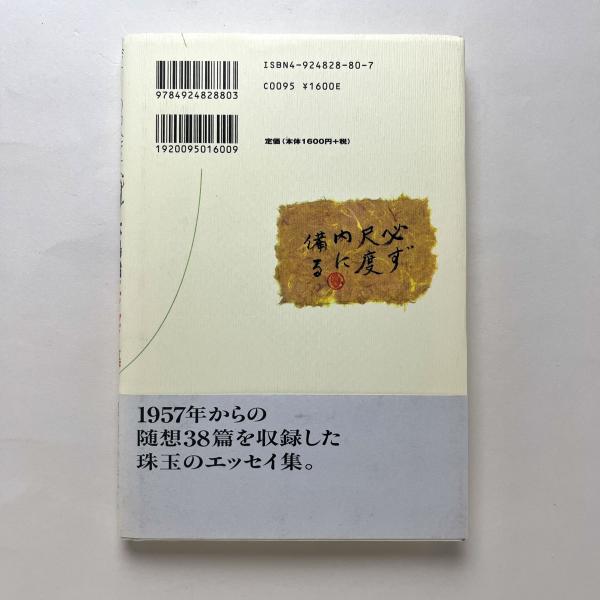 ISBN4-924828-80-7
9784924828803
C0095 ¥1600E
定価(本体1600円+税)
1920095016009
必ず
尺度
内に
備る
1957年からの
随想38篇を収録した
珠玉のエッセイ集。